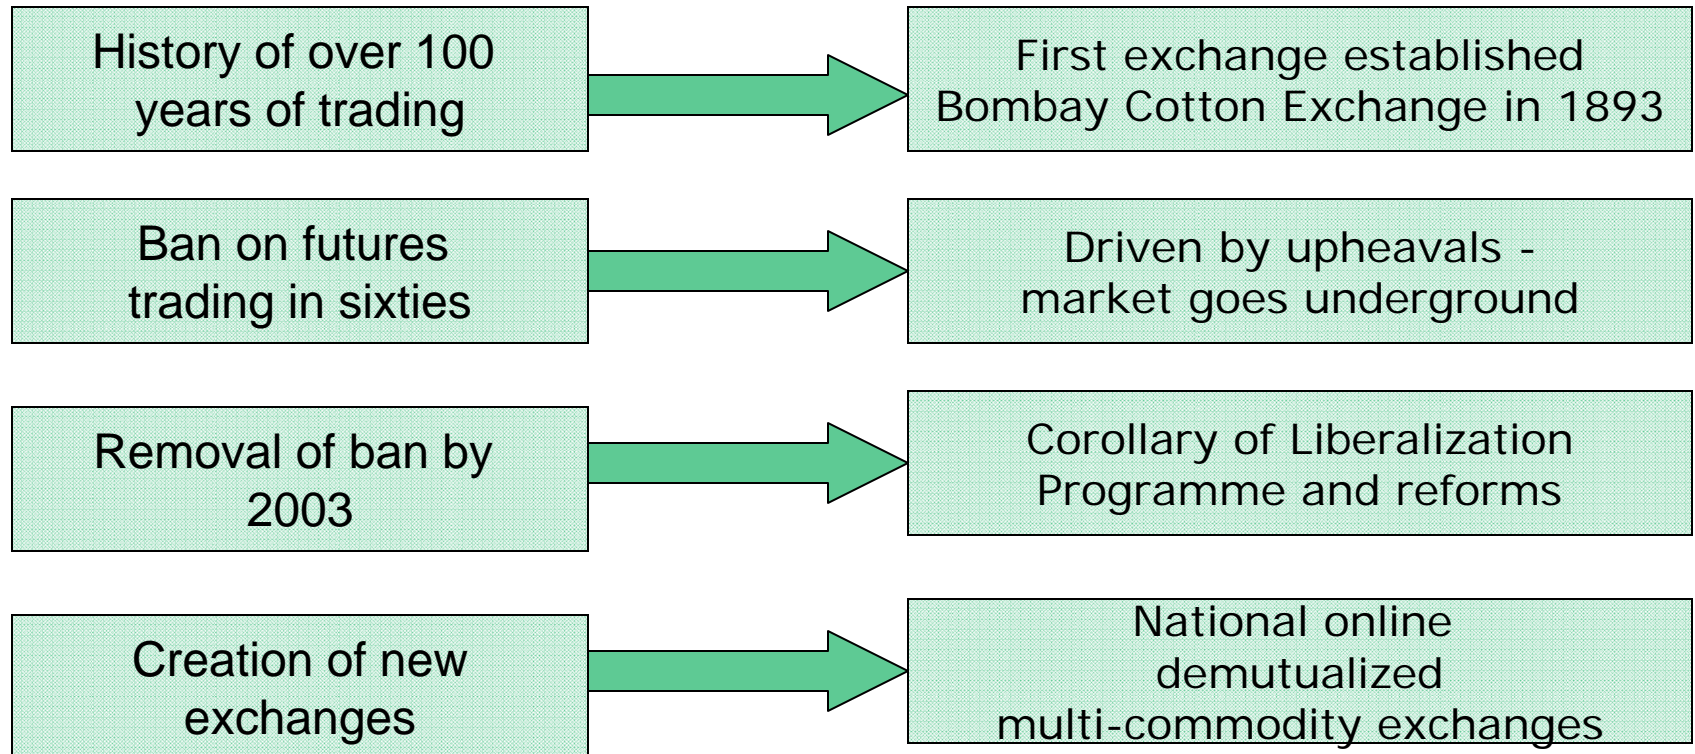 History of over 100
years of trading
First exchange established
Bombay Cotton Exchange in 1893
Ban on futures
trading in sixties
Driven by upheavals -
market goes underground
Removal of ban by
2003
Corollary of Liberalization
Programme and reforms
Creation of new
exchanges
National online
demutualized
multi-commodity exchanges